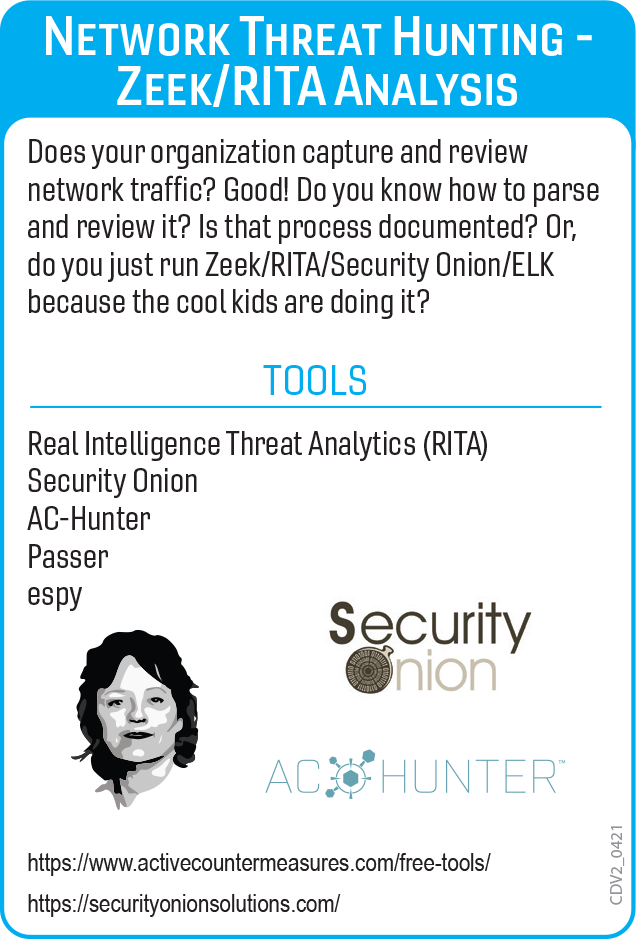 Network Threat Hunting -
Zeek/RITA Analysis
Does your organization capture and review
network traffic? Good! Do you know how to parse
and review it? Is that process documented? Or,
do you just run Zeek/RITA/Security Onion/ELK
because the cool kids are doing it?
TOOLS
Real Intelligence Threat Analytics (RITA)
Security Onion
AC-Hunter
Passer
espy
Security
Onion
AC HUNTER™
https://www.activecountermeasures.com/free-tools/
https://securityonionsolutions.com/
CDV2_0421